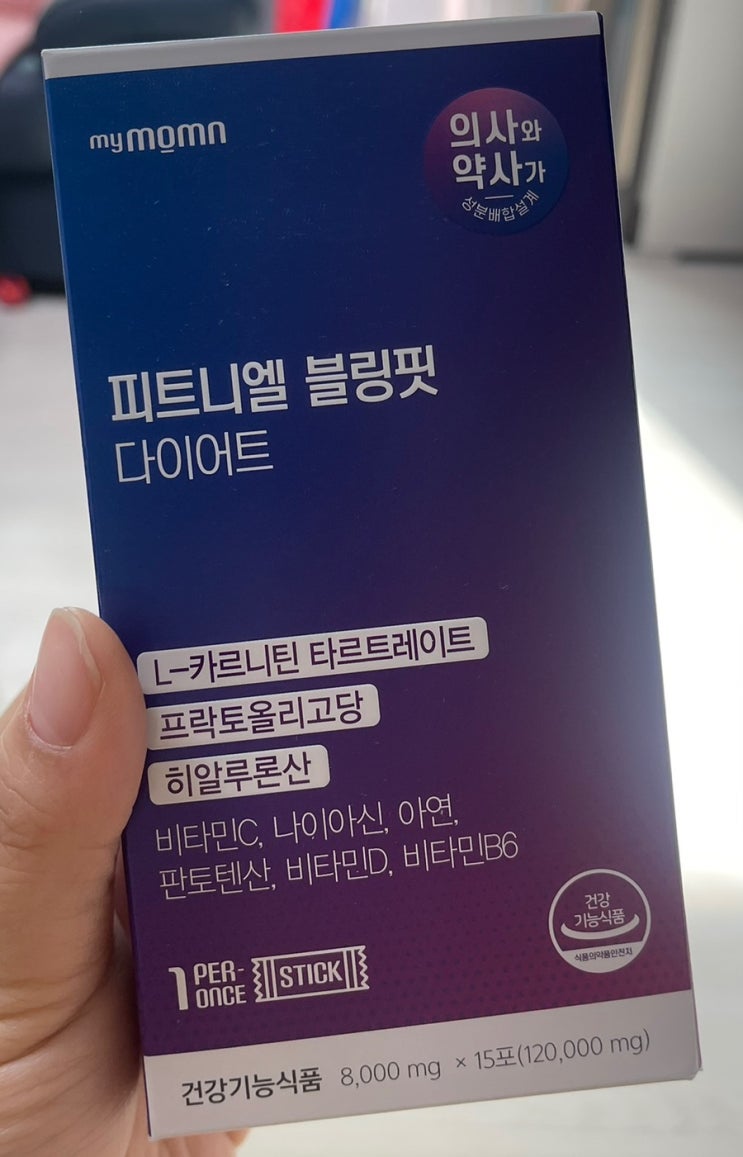 mymomn
의사와
약사가
성분배합설계
피트니엘 블링핏
다이어트
L-카르니틴 타르트레이트
프락토올리고당
히알루론산
비타민C, 나이아신, 아연,
판토텐산, 비타민D, 비타민B6
건강
기능식품
식품의약품안전처
1 PER-
ONCE
STICK
건강기능식품 8,000 mg × 15포(120,000 mg)